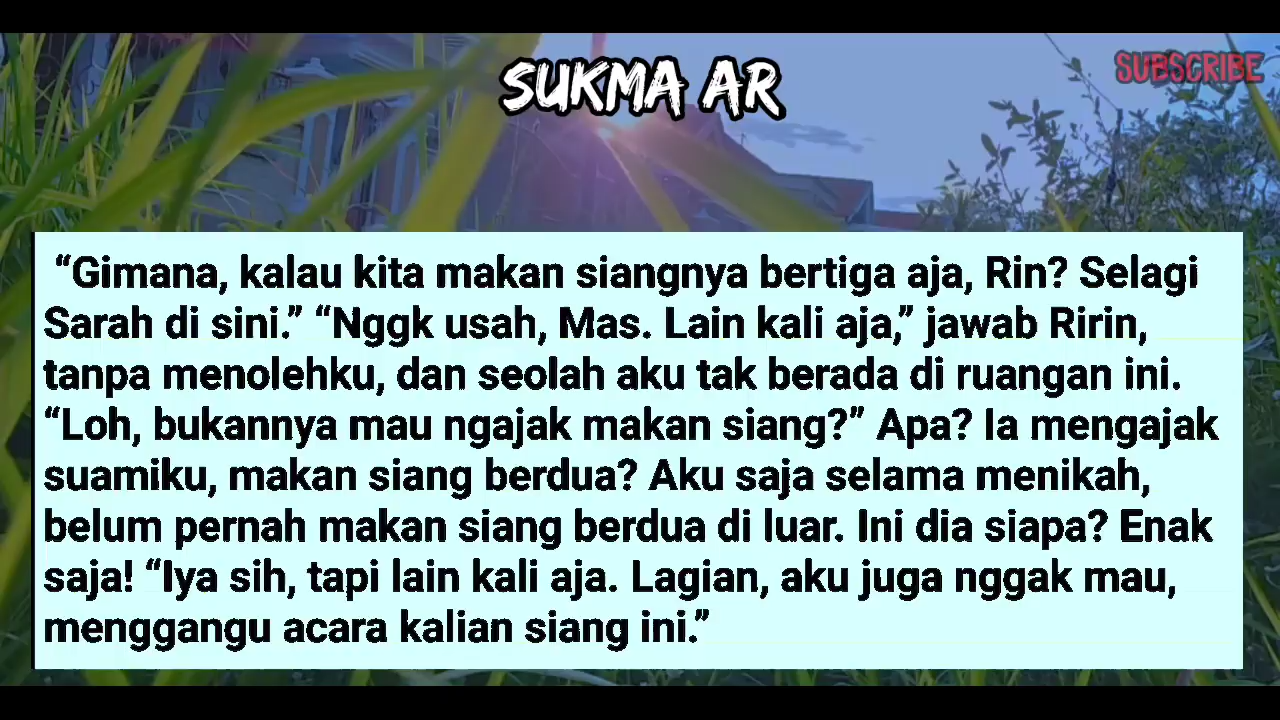 SUKMA AR
SUBSCRIBE
“Gimana, kalau kita makan siangnya bertiga aja, Rin? Selagi
Sarah di sini.” “Nggk usah, Mas. Lain kali aja,” jawab Ririn,
tanpa menolehku, dan seolah aku tak berada di ruangan ini.
“Loh, bukannya mau ngajak makan siang?” Apa? Ia mengajak
suamiku, makan siang berdua? Aku saja selama menikah,
belum pernah makan siang berdua di luar. Ini dia siapa? Enak
saja! “Iya sih, tapi lain kali aja. Lagian, aku juga nggak mau,
menggangu acara kalian siang ini.”